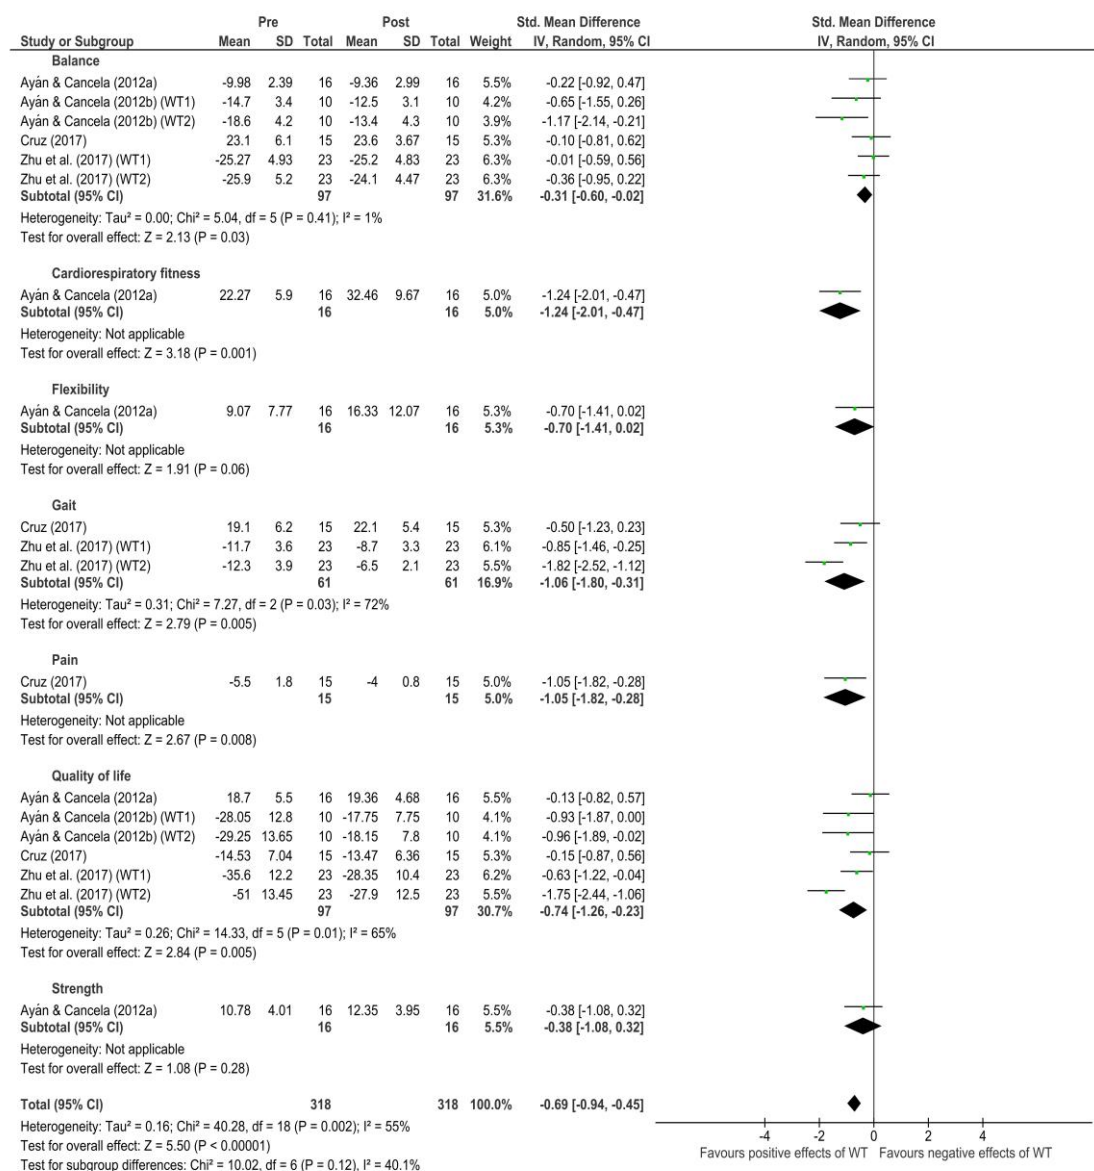 Pre Post Std. Mean Difference Std. Mean Difference
Study or Subgroup Mean SD Total Mean SD Total Weight IV, Random, 95% CI IV, Random, 95% CI
Balance
Ayán & Cancela (2012a) -9.98 2.39 16 -9.36 2.99 16 5.5% -0.22 [-0.92, 0.47]
Ayán & Cancela (2012b) (WT1) -14.7 3.4 10 -12.5 3.1 10 4.2% -0.65 [-1.55, 0.26]
Ayán & Cancela (2012b) (WT2) -18.6 4.2 10 -13.4 4.3 10 3.9% -1.17 [-2.14, -0.21]
Cruz (2017) 23.1 6.1 15 23.6 3.67 15 5.3% -0.10 [-0.81, 0.62]
Zhu et al. (2017) (WT1) -25.27 4.93 23 -25.2 4.83 23 6.3% -0.01 [-0.59, 0.56]
Zhu et al. (2017) (WT2) -25.9 5.2 23 -24.1 4.47 23 6.3% -0.36 [-0.95, 0.22]
Subtotal (95% CI) 97 97 31.6% -0.31 [-0.60, -0.02]
Heterogeneity: Tau² = 0.00; Chi² = 5.04, df = 5 (P = 0.41); I² = 1%
Test for overall effect: Z = 2.13 (P = 0.03)
Cardiorespiratory fitness
Ayán & Cancela (2012a) 22.27 5.9 16 32.46 9.67 16 5.0% -1.24 [-2.01, -0.47]
Subtotal (95% CI) 16 16 5.0% -1.24 [-2.01, -0.47]
Heterogeneity: Not applicable
Test for overall effect: Z = 3.18 (P = 0.001)
Flexibility
Ayán & Cancela (2012a) 9.07 7.77 16 16.33 12.07 16 5.3% -0.70 [-1.41, 0.02]
Subtotal (95% CI) 16 16 5.3% -0.70 [-1.41, 0.02]
Heterogeneity: Not applicable
Test for overall effect: Z = 1.91 (P = 0.06)
Gait
Cruz (2017) 19.1 6.2 15 22.1 5.4 15 5.3% -0.50 [-1.23, 0.23]
Zhu et al. (2017) (WT1) -11.7 3.6 23 -8.7 3.3 23 6.1% -0.85 [-1.46, -0.25]
Zhu et al. (2017) (WT2) -12.3 3.9 23 -6.5 2.1 23 5.5% -1.82 [-2.52, -1.12]
Subtotal (95% CI) 61 61 16.9% -1.06 [-1.80, -0.31]
Heterogeneity: Tau² = 0.31; Chi² = 7.27, df = 2 (P = 0.03); I² = 72%
Test for overall effect: Z = 2.79 (P = 0.005)
Pain
Cruz (2017) -5.5 1.8 15 -4 0.8 15 5.0% -1.05 [-1.82, -0.28]
Subtotal (95% CI) 15 15 5.0% -1.05 [-1.82, -0.28]
Heterogeneity: Not applicable
Test for overall effect: Z = 2.67 (P = 0.008)
Quality of life
Ayán & Cancela (2012a) 18.7 5.5 16 19.36 4.68 16 5.5% -0.13 [-0.82, 0.57]
Ayán & Cancela (2012b) (WT1) -28.05 12.8 10 -17.75 7.75 10 4.1% -0.93 [-1.87, 0.00]
Ayán & Cancela (2012b) (WT2) -29.25 13.65 10 -18.15 7.8 10 4.1% -0.96 [-1.89, -0.02]
Cruz (2017) -14.53 7.04 15 -13.47 6.36 15 5.3% -0.15 [-0.87, 0.56]
Zhu et al. (2017) (WT1) -35.6 12.2 23 -28.35 10.4 23 6.2% -0.63 [-1.22, -0.04]
Zhu et al. (2017) (WT2) -51 13.45 23 -27.9 12.5 23 5.5% -1.75 [-2.44, -1.06]
Subtotal (95% CI) 97 97 30.7% -0.74 [-1.26, -0.23]
Heterogeneity: Tau² = 0.26; Chi² = 14.33, df = 5 (P = 0.01); I² = 65%
Test for overall effect: Z = 2.84 (P = 0.005)
Strength
Ayán & Cancela (2012a) 10.78 4.01 16 12.35 3.95 16 5.5% -0.38 [-1.08, 0.32]
Subtotal (95% CI) 16 16 5.5% -0.38 [-1.08, 0.32]
Heterogeneity: Not applicable
Test for overall effect: Z = 1.08 (P = 0.28)
Total (95% CI) 318 318 100.0% -0.69 [-0.94, -0.45]
Heterogeneity: Tau² = 0.16; Chi² = 40.28, df = 18 (P = 0.002); I² = 55%
Test for overall effect: Z = 5.50 (P < 0.00001)
Test for subgroup differences: Chi² = 10.02, df = 6 (P = 0.12), I² = 40.1%
-4 -2 0 2 4
Favours positive effects of WT Favours negative effects of WT